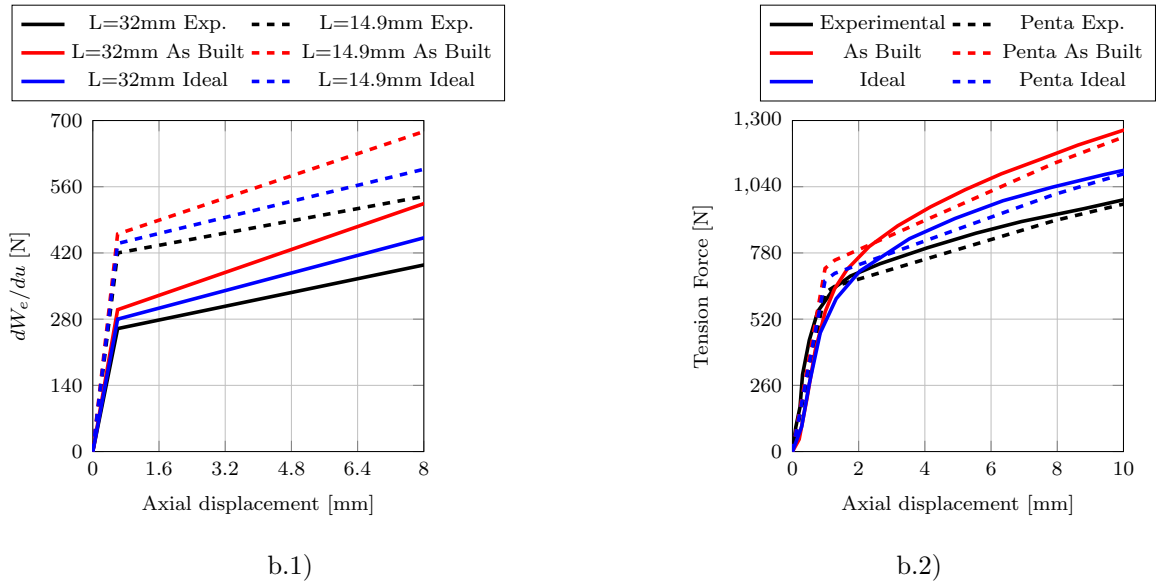 L=32mm Exp. L=14.9mm Exp.
L=32mm As Built L=14.9mm As Built
L=32mm Ideal L=14.9mm Ideal
700
560
420
280
140
0
dW_e/du [N]
0 1.6 3.2 4.8 6.4 8
Axial displacement [mm]
b.1)
Experimental Penta Exp.
As Built Penta As Built
Ideal Penta Ideal
1,300
1,040
780
520
260
0
Tension Force [N]
0 2 4 6 8 10
Axial displacement [mm]
b.2)